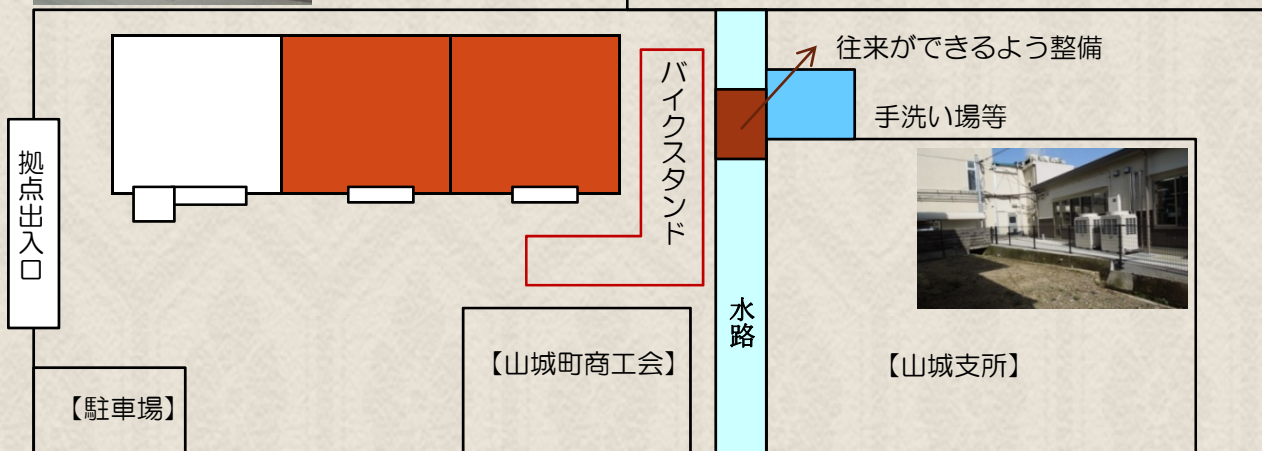 往来ができるよう整備
バイクスタンド
手洗い場等
拠点出入口
水路
【山城町商工会】
【山城支所】
【駐車場】